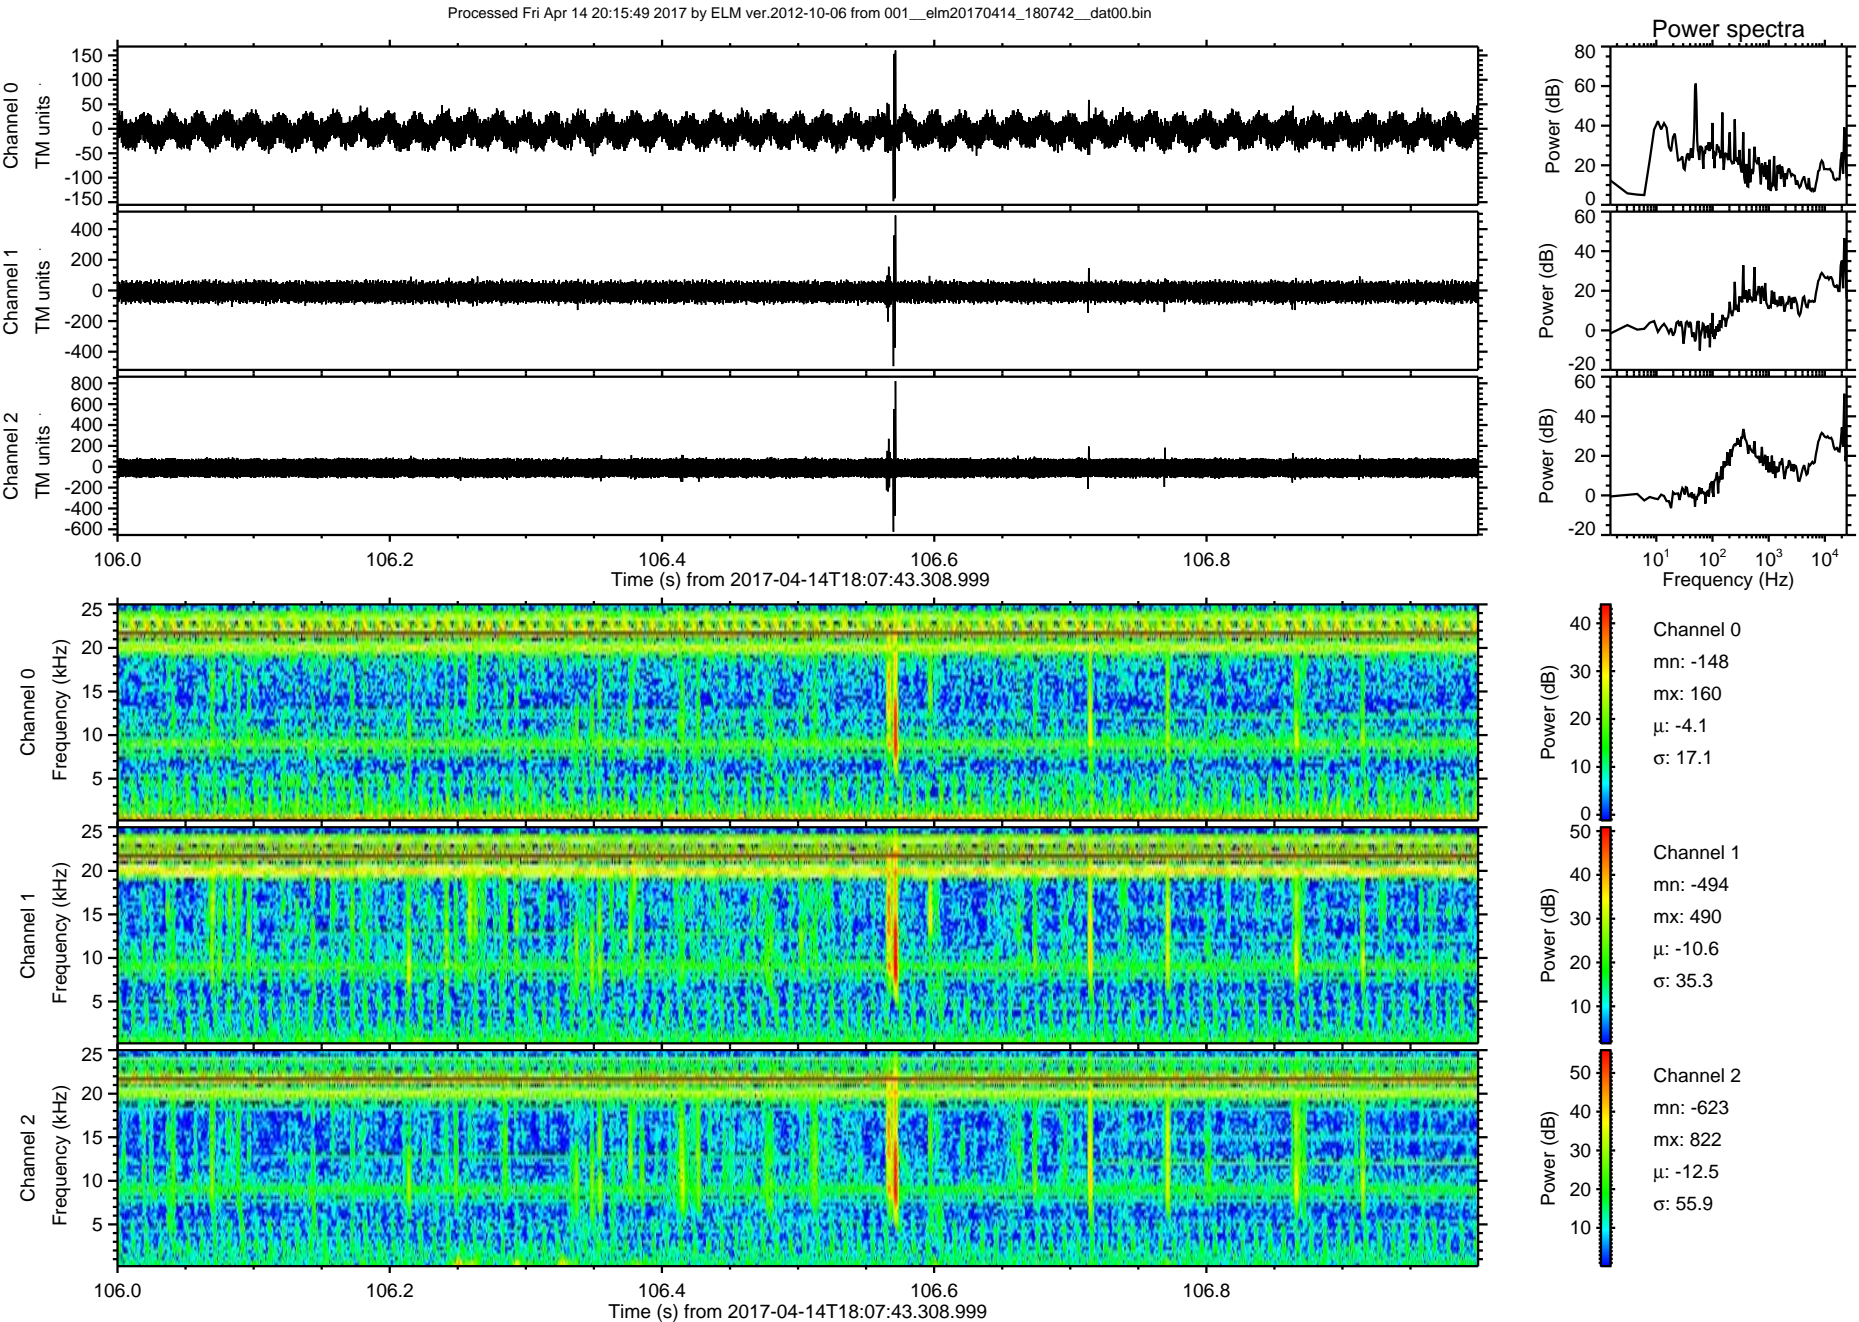 Processed Fri Apr 14 20:15:49 2017 by ELM ver.2012-10-06 from 001__elm20170414_180742__dat00.bin
Power spectra
Channel 0
TM units
150
100
50
0
-50
-100
-150
Power (dB)
80
60
40
20
0
Channel 1
TM units
400
200
0
-200
-400
Power (dB)
60
40
20
0
-20
Channel 2
TM units
800
600
400
200
0
-200
-400
-600
Power (dB)
60
40
20
0
-20
106.0 106.2 106.4 106.6 106.8
Time (s) from 2017-04-14T18:07:43.308.999
10^1 10^2 10^3 10^4
Frequency (Hz)
Channel 0
Frequency (kHz)
25
20
15
10
5
Power (dB)
40
30
20
10
0
Channel 0
mn: -148
mx: 160
μ: -4.1
σ: 17.1
Channel 1
Frequency (kHz)
25
20
15
10
5
Power (dB)
50
40
30
20
10
Channel 1
mn: -494
mx: 490
μ: -10.6
σ: 35.3
Channel 2
Frequency (kHz)
25
20
15
10
5
Power (dB)
50
40
30
20
10
Channel 2
mn: -623
mx: 822
μ: -12.5
σ: 55.9
106.0 106.2 106.4 106.6 106.8
Time (s) from 2017-04-14T18:07:43.308.999